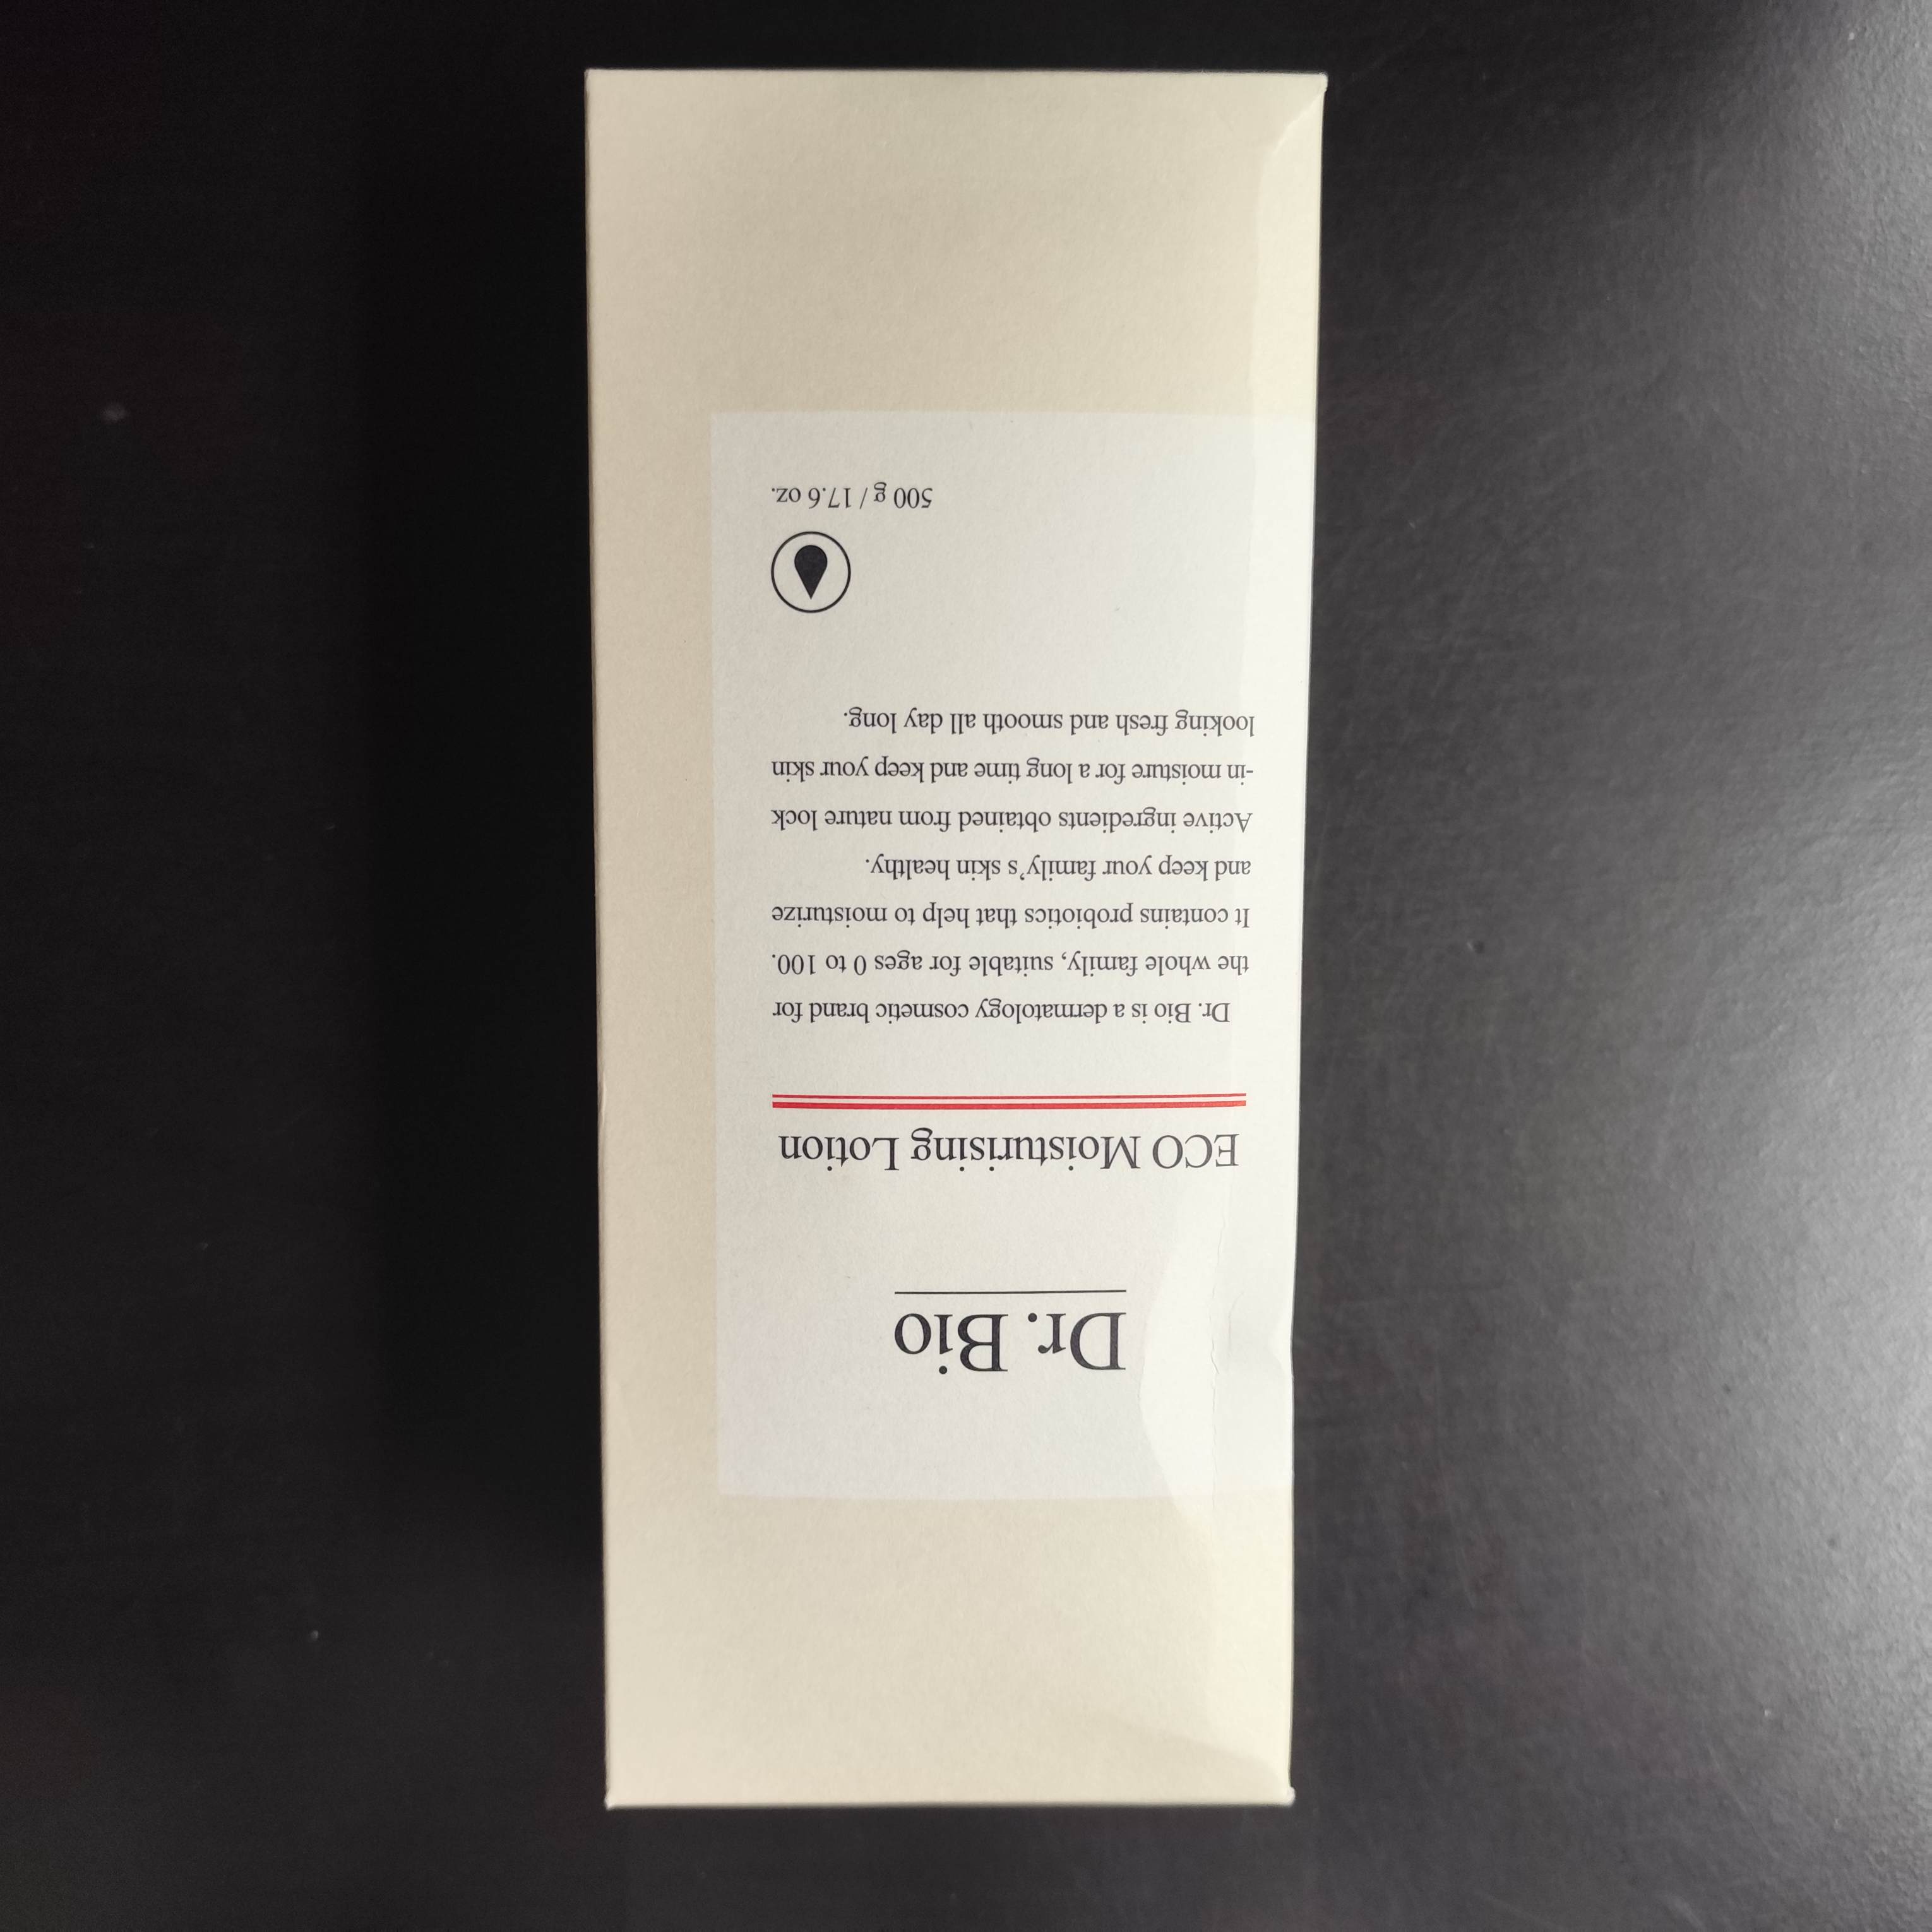 Dr. Bio
ECO Moisturising Lotion
Dr. Bio is a dermatology cosmetic brand for
the whole family, suitable for ages 0 to 100.
It contains probiotics that help to moisturize
and keep your family's skin healthy.
Active ingredients obtained from nature lock
-in moisture for a long time and keep your skin
looking fresh and smooth all day long.
500 g / 17.6 oz.